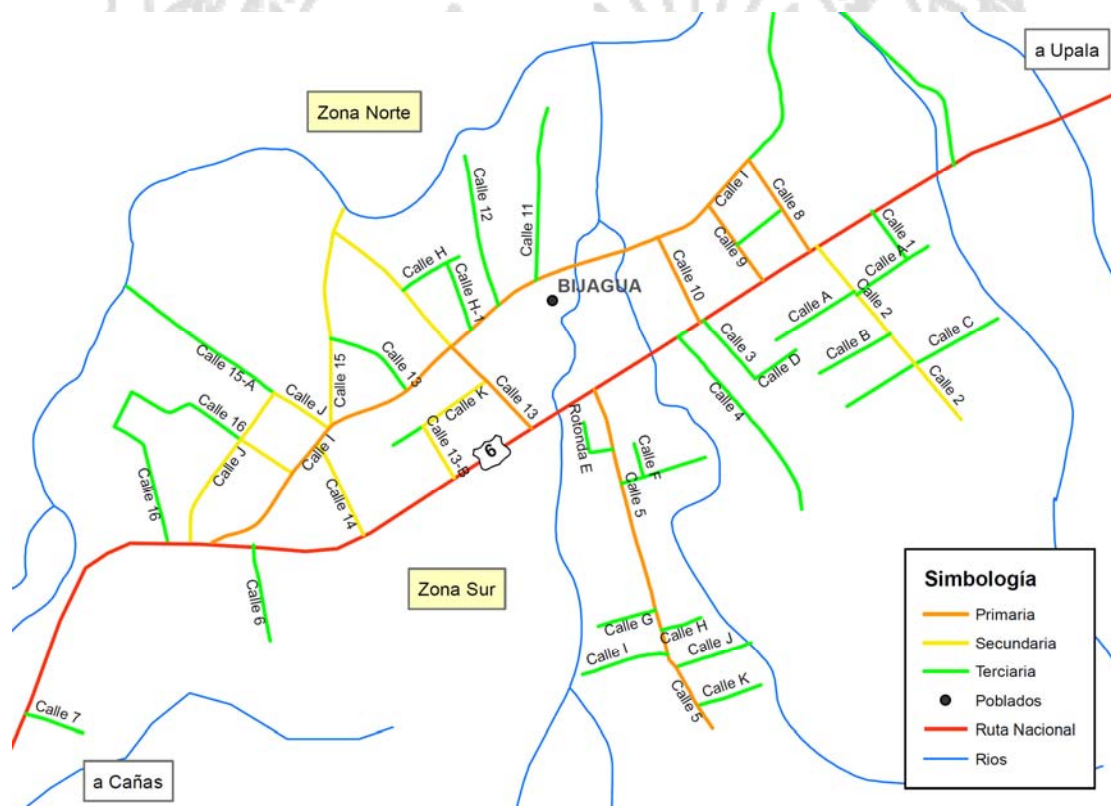 a Upala
Zona Norte
Calle 12
Calle 11
Calle I
Calle 8
Calle 9
Calle 10
Calle 1
Calle A
Calle 2
Calle A
Calle H
Calle H-1
BIJAGUA
Calle B
Calle C
Calle 3
Calle D
Calle 2
Calle 4
Calle 15-A
Calle 15
Calle 13
Calle J
Calle K
Calle 13
Calle 16
Calle I
Calle J
Calle 13-B
6
Rotonda E
Calle F
Calle 5
Calle 16
Calle 14
Calle 6
Zona Sur
Calle G
Calle H
Calle I
Calle J
Calle K
Calle 5
Calle 7
a Cañas
Simbología
Primaria
Secundaria
Terciaria
Poblados
Ruta Nacional
Rios